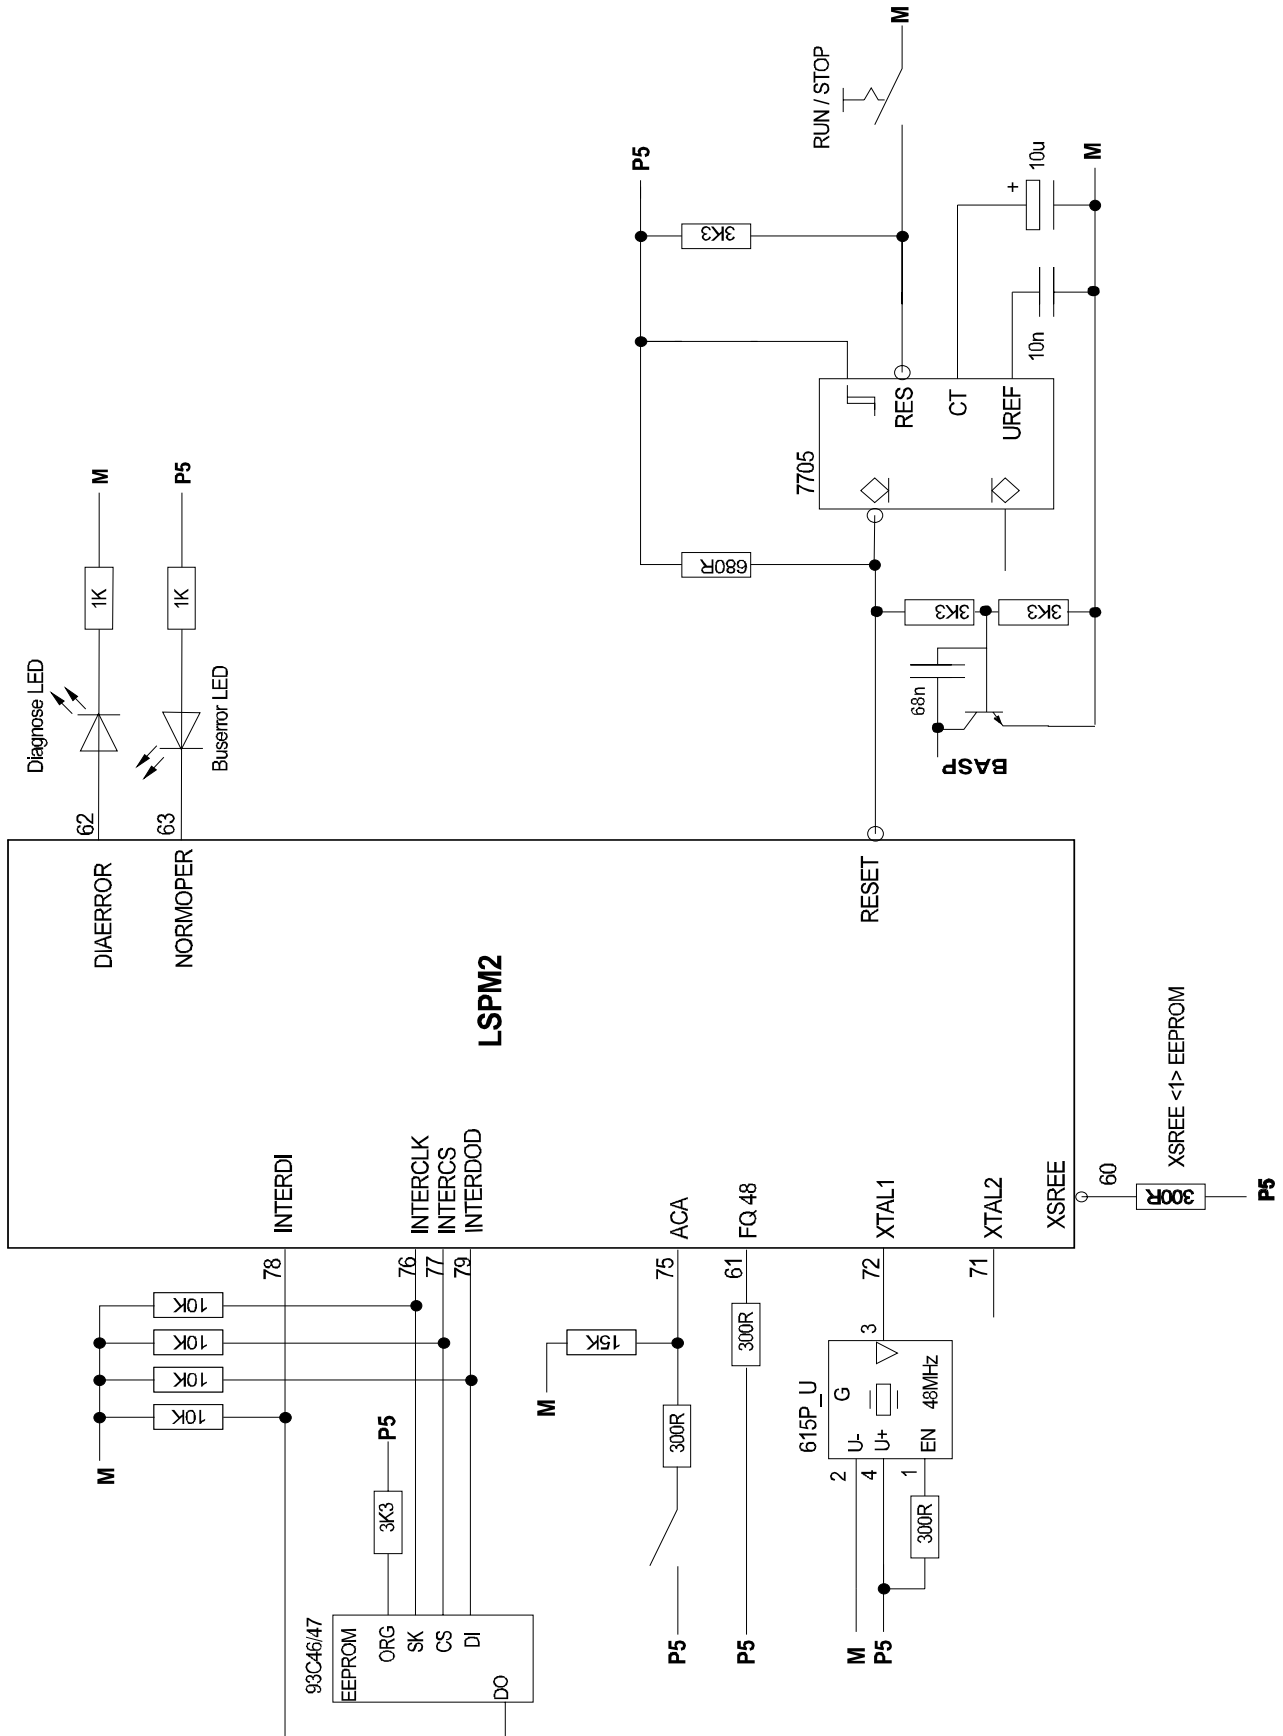 M
RUN / STOP
P5
3K3
+
10u
M
10n
RES
CT
UREF
7705
680R
3K3
3K3
68n
BASP
M
P5
1K
1K
Diagnose LED
Buserror LED
62
63
DIAERROR
NORMOPER
RESET
LSPM2
INTERDI
INTERCLK
INTERCS
INTERDOD
ACA
FQ 48
XTAL1
XTAL2
XSREE
60
XSREE <1> EEPROM
300R
P5
78
76
77
79
75
61
72
71
10K
10K
10K
10K
M
15K
M
300R
300R
P5
3K3
93C46/47
EEPROM
ORG
SK
CS
DI
DO
P5
P5
3
615P_U
G
48MHz
U-
U+
EN
2
4
1
300R
M
P5